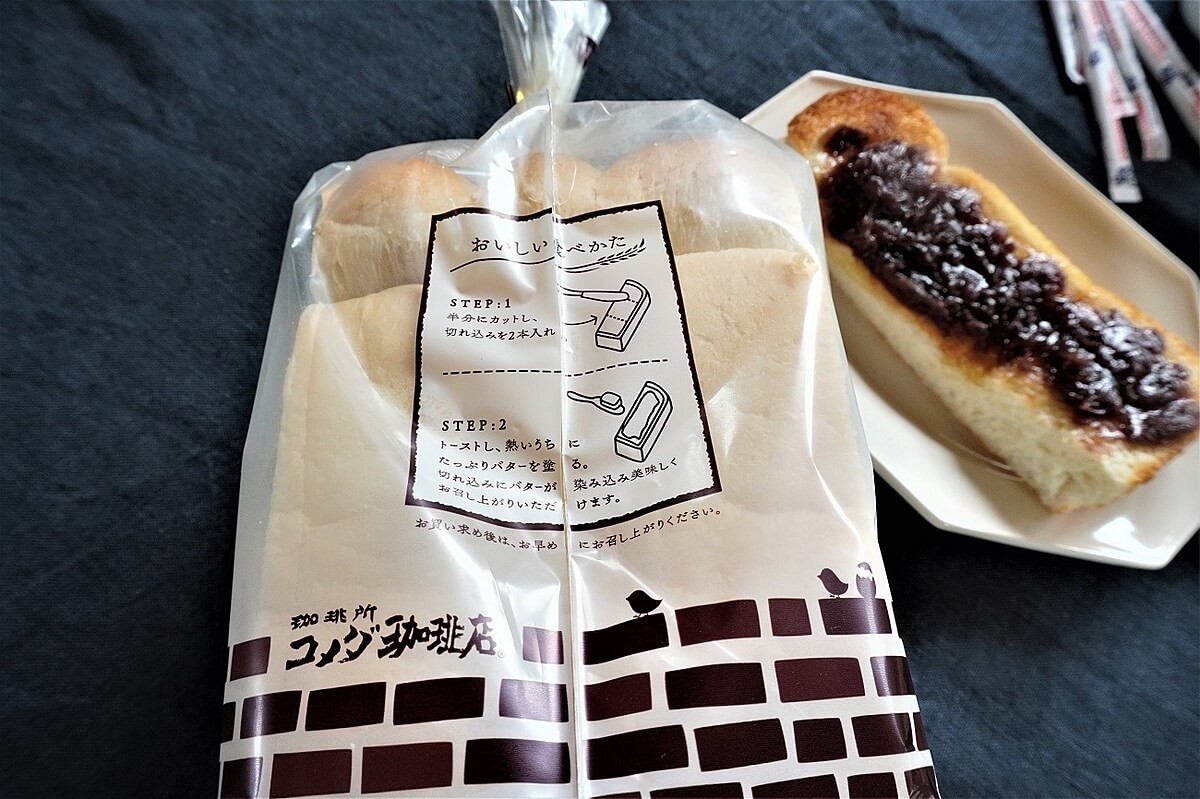 おいしい食べかた
STEP:1
半分にカットし、
切れ込みを2本入れ
STEP:2
トーストし、熱いうちに
たっぷりバターを塗る。
切れ込みにバターが染み込み美味しく
お召し上がりいただけます。
お買い求め後は、お早めにお召し上がりください。
珈琲所
コメダ珈琲店